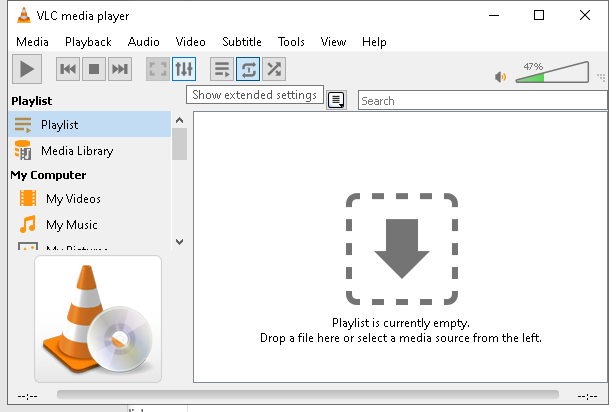 VLC media player
Media Playback Audio Video Subtitle Tools View Help
47%
Show extended settings
Playlist
Search
Playlist
Media Library
My Computer
My Videos
My Music
My Pictures
Playlist is currently empty.
Drop a file here or select a media source from the left.
--:-- --:--